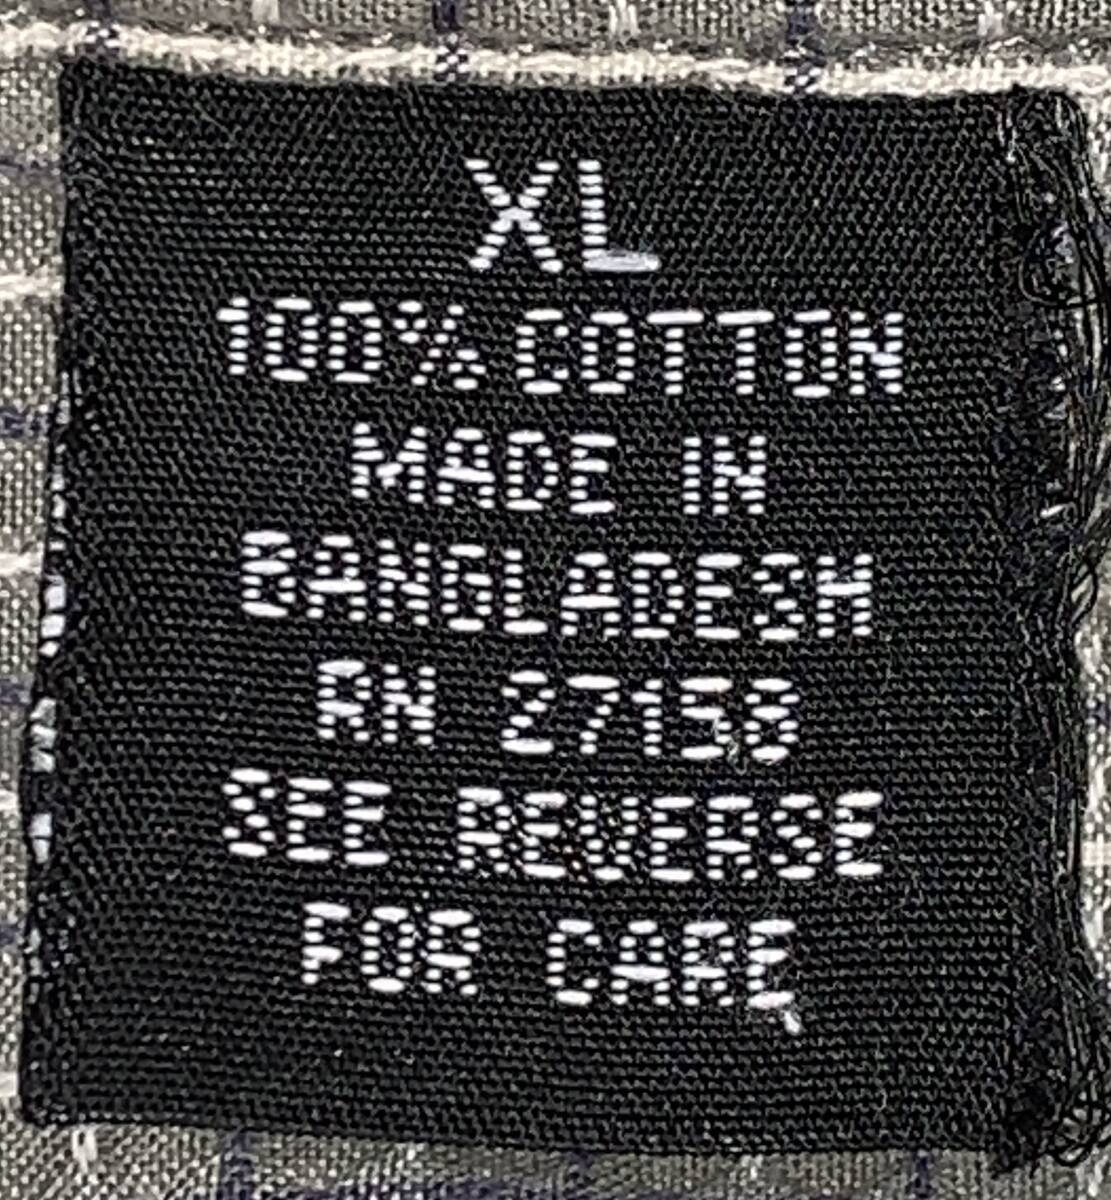 XL
100% COTTON
MADE IN
BANGLADESH
RN 27158
SEE REVERSE
FOR CARE